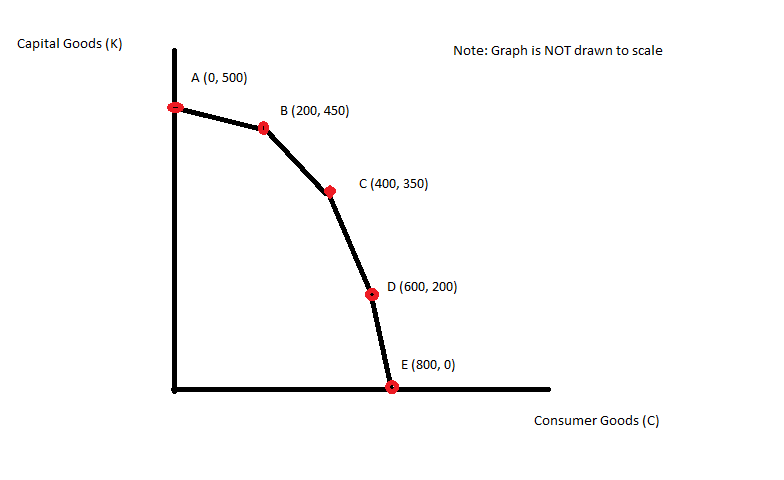 Capital Goods (K)
Note: Graph is NOT drawn to scale
A (0, 500)
B (200, 450)
C (400, 350)
D (600, 200)
E (800, 0)
Consumer Goods (C)